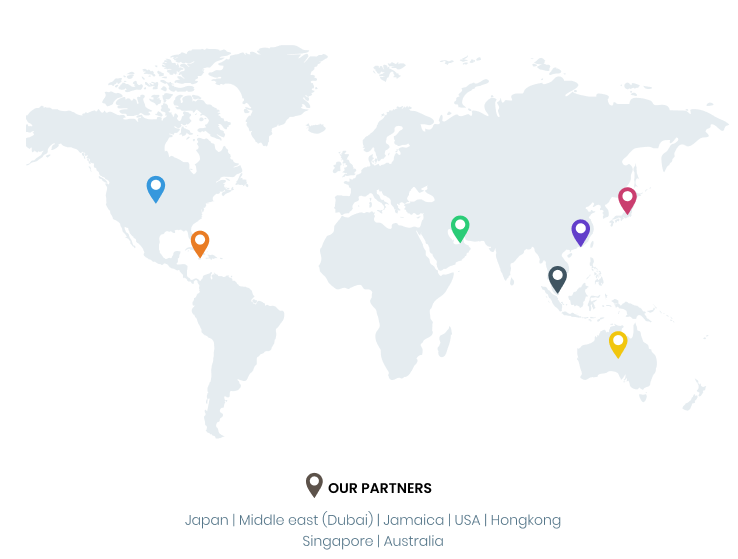 OUR PARTNERS
Japan | Middle east (Dubai) | Jamaica | USA | Hongkong
Singapore | Australia